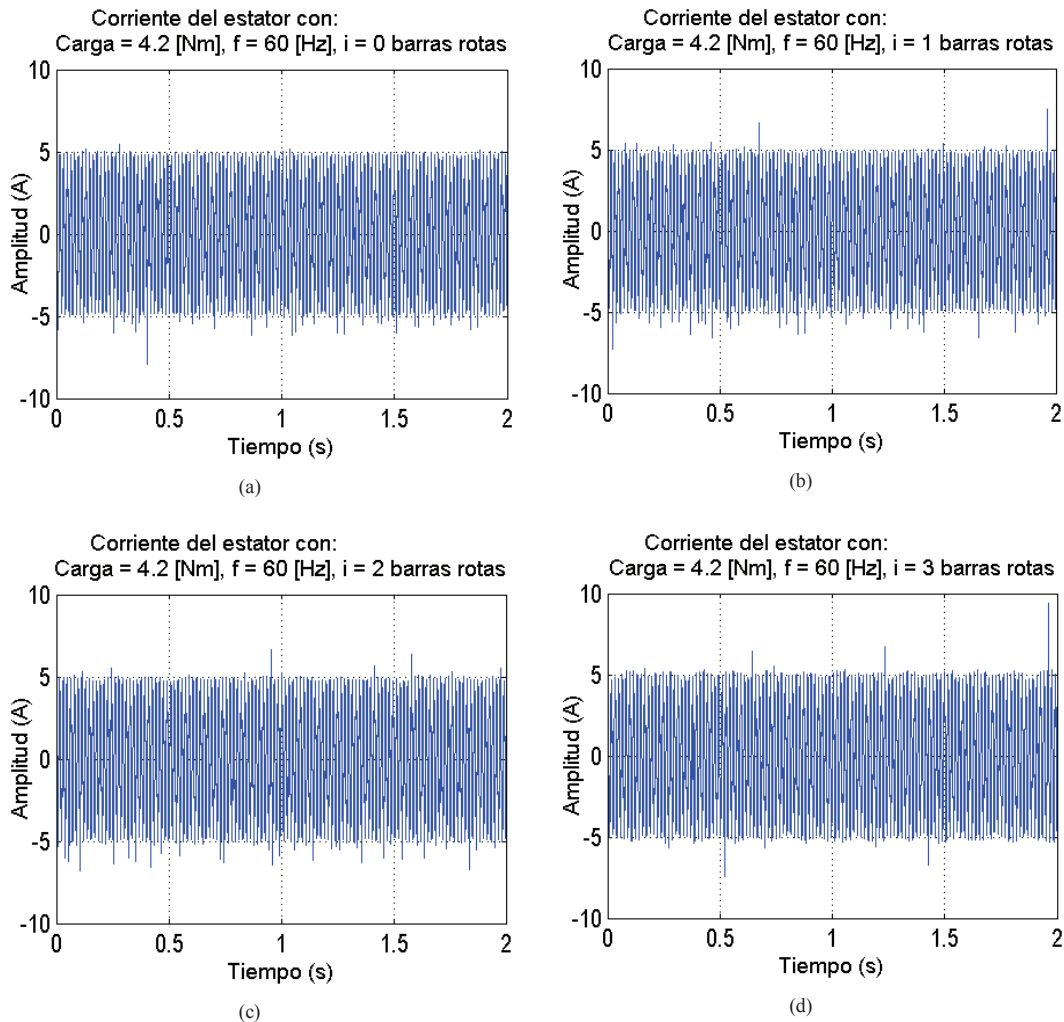 Corriente del estator con:
Carga = 4.2 [Nm], f = 60 [Hz], i = 0 barras rotas
10
5
0
-5
-10
Amplitud (A)
0 0.5 1 1.5 2
Tiempo (s)
(a)
Corriente del estator con:
Carga = 4.2 [Nm], f = 60 [Hz], i = 1 barras rotas
10
5
0
-5
-10
Amplitud (A)
0 0.5 1 1.5 2
Tiempo (s)
(b)
Corriente del estator con:
Carga = 4.2 [Nm], f = 60 [Hz], i = 2 barras rotas
10
5
0
-5
-10
Amplitud (A)
0 0.5 1 1.5 2
Tiempo (s)
(c)
Corriente del estator con:
Carga = 4.2 [Nm], f = 60 [Hz], i = 3 barras rotas
10
5
0
-5
-10
Amplitud (A)
0 0.5 1 1.5 2
Tiempo (s)
(d)